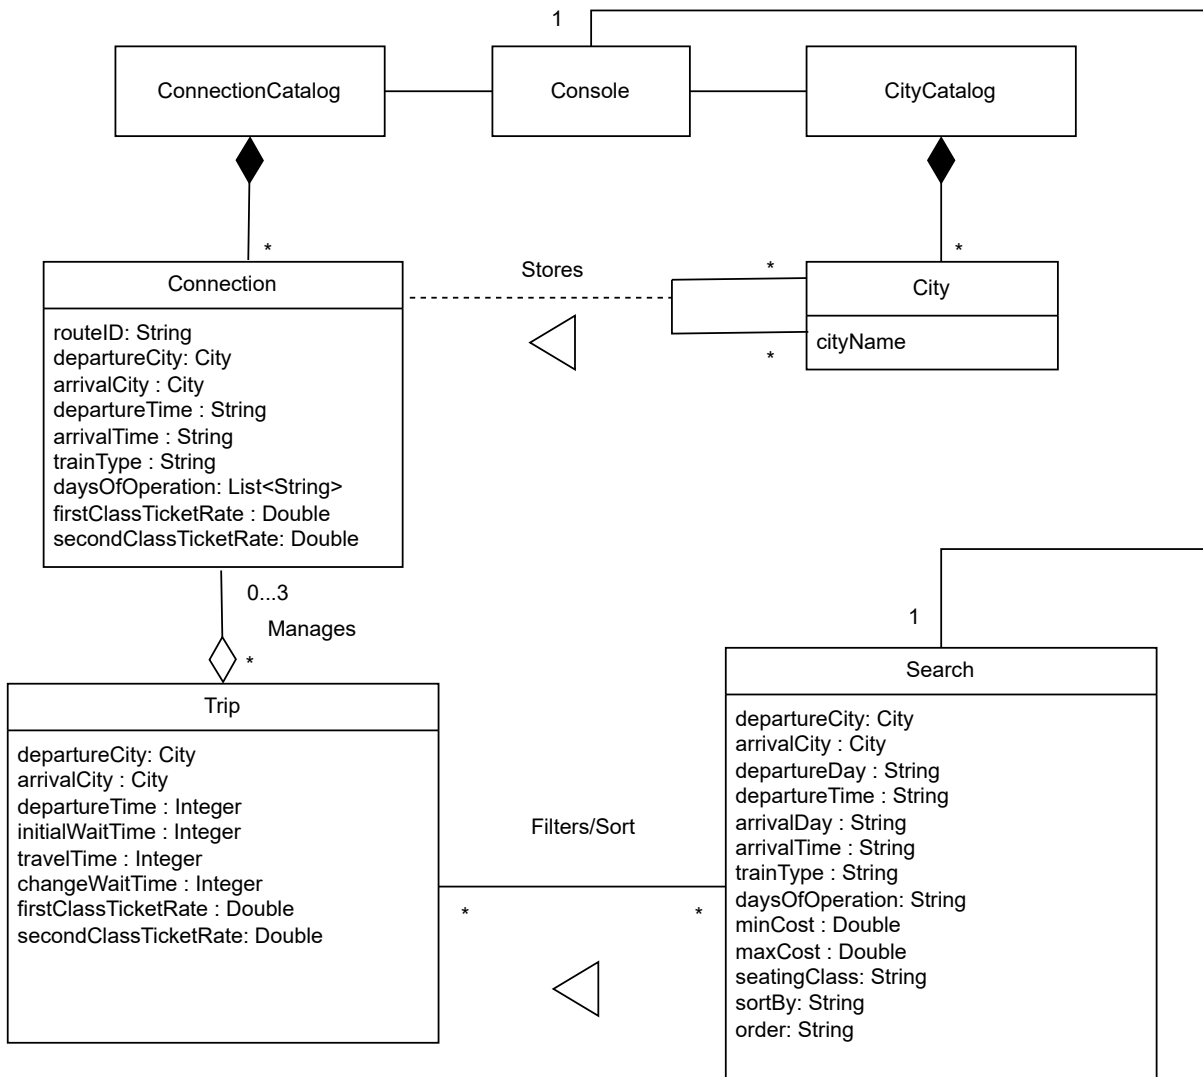 1
ConnectionCatalog
Console
CityCatalog
*
*
Stores
*
Connection
City
routeID: String
departureCity: City
arrivalCity : City
departureTime : String
arrivalTime : String
trainType : String
daysOfOperation: List<String>
firstClassTicketRate : Double
secondClassTicketRate: Double
cityName
*
0...3
Manages
*
1
Trip
departureCity: City
arrivalCity : City
departureTime : Integer
initialWaitTime : Integer
travelTime : Integer
changeWaitTime : Integer
firstClassTicketRate : Double
secondClassTicketRate: Double
Filters/Sort
*
*
Search
departureCity: City
arrivalCity : City
departureDay : String
departureTime : String
arrivalDay : String
arrivalTime : String
trainType : String
daysOfOperation: String
minCost : Double
maxCost : Double
seatingClass: String
sortBy: String
order: String